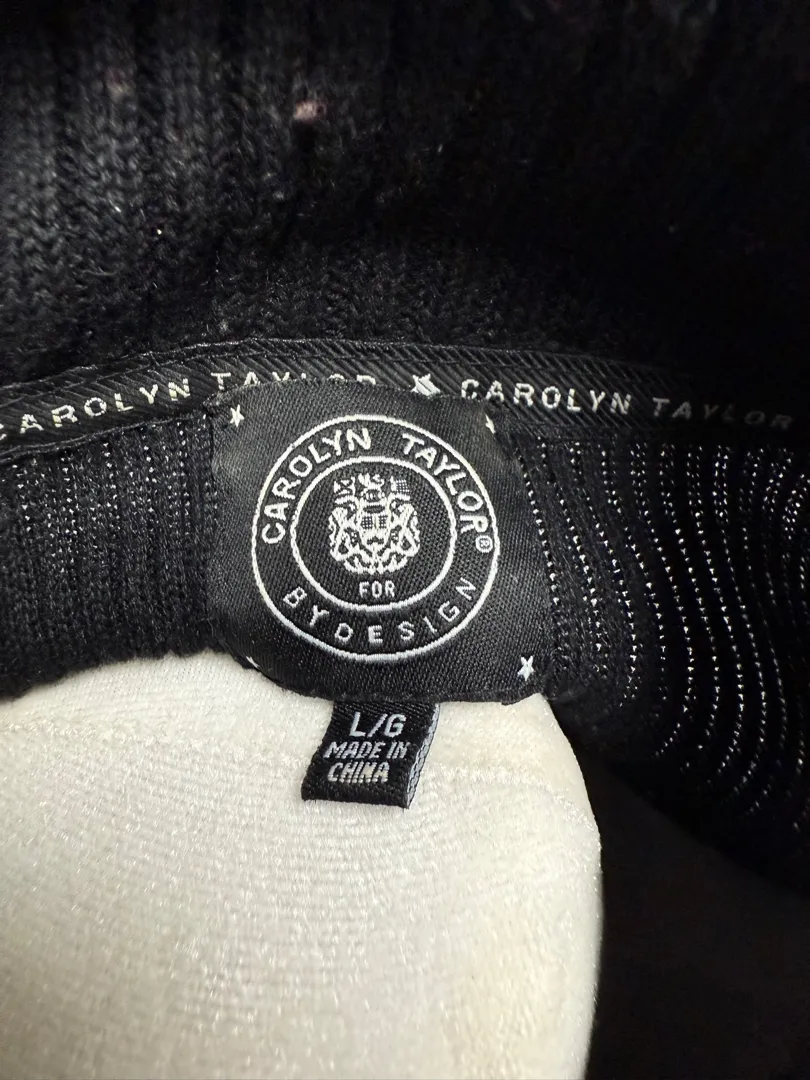 CAROLYN TAYLOR ★ CAROLYN TAYLOR
CAROLYN TAYLOR®
FOR
BYDESIGN
L/G
MADE IN
CHINA